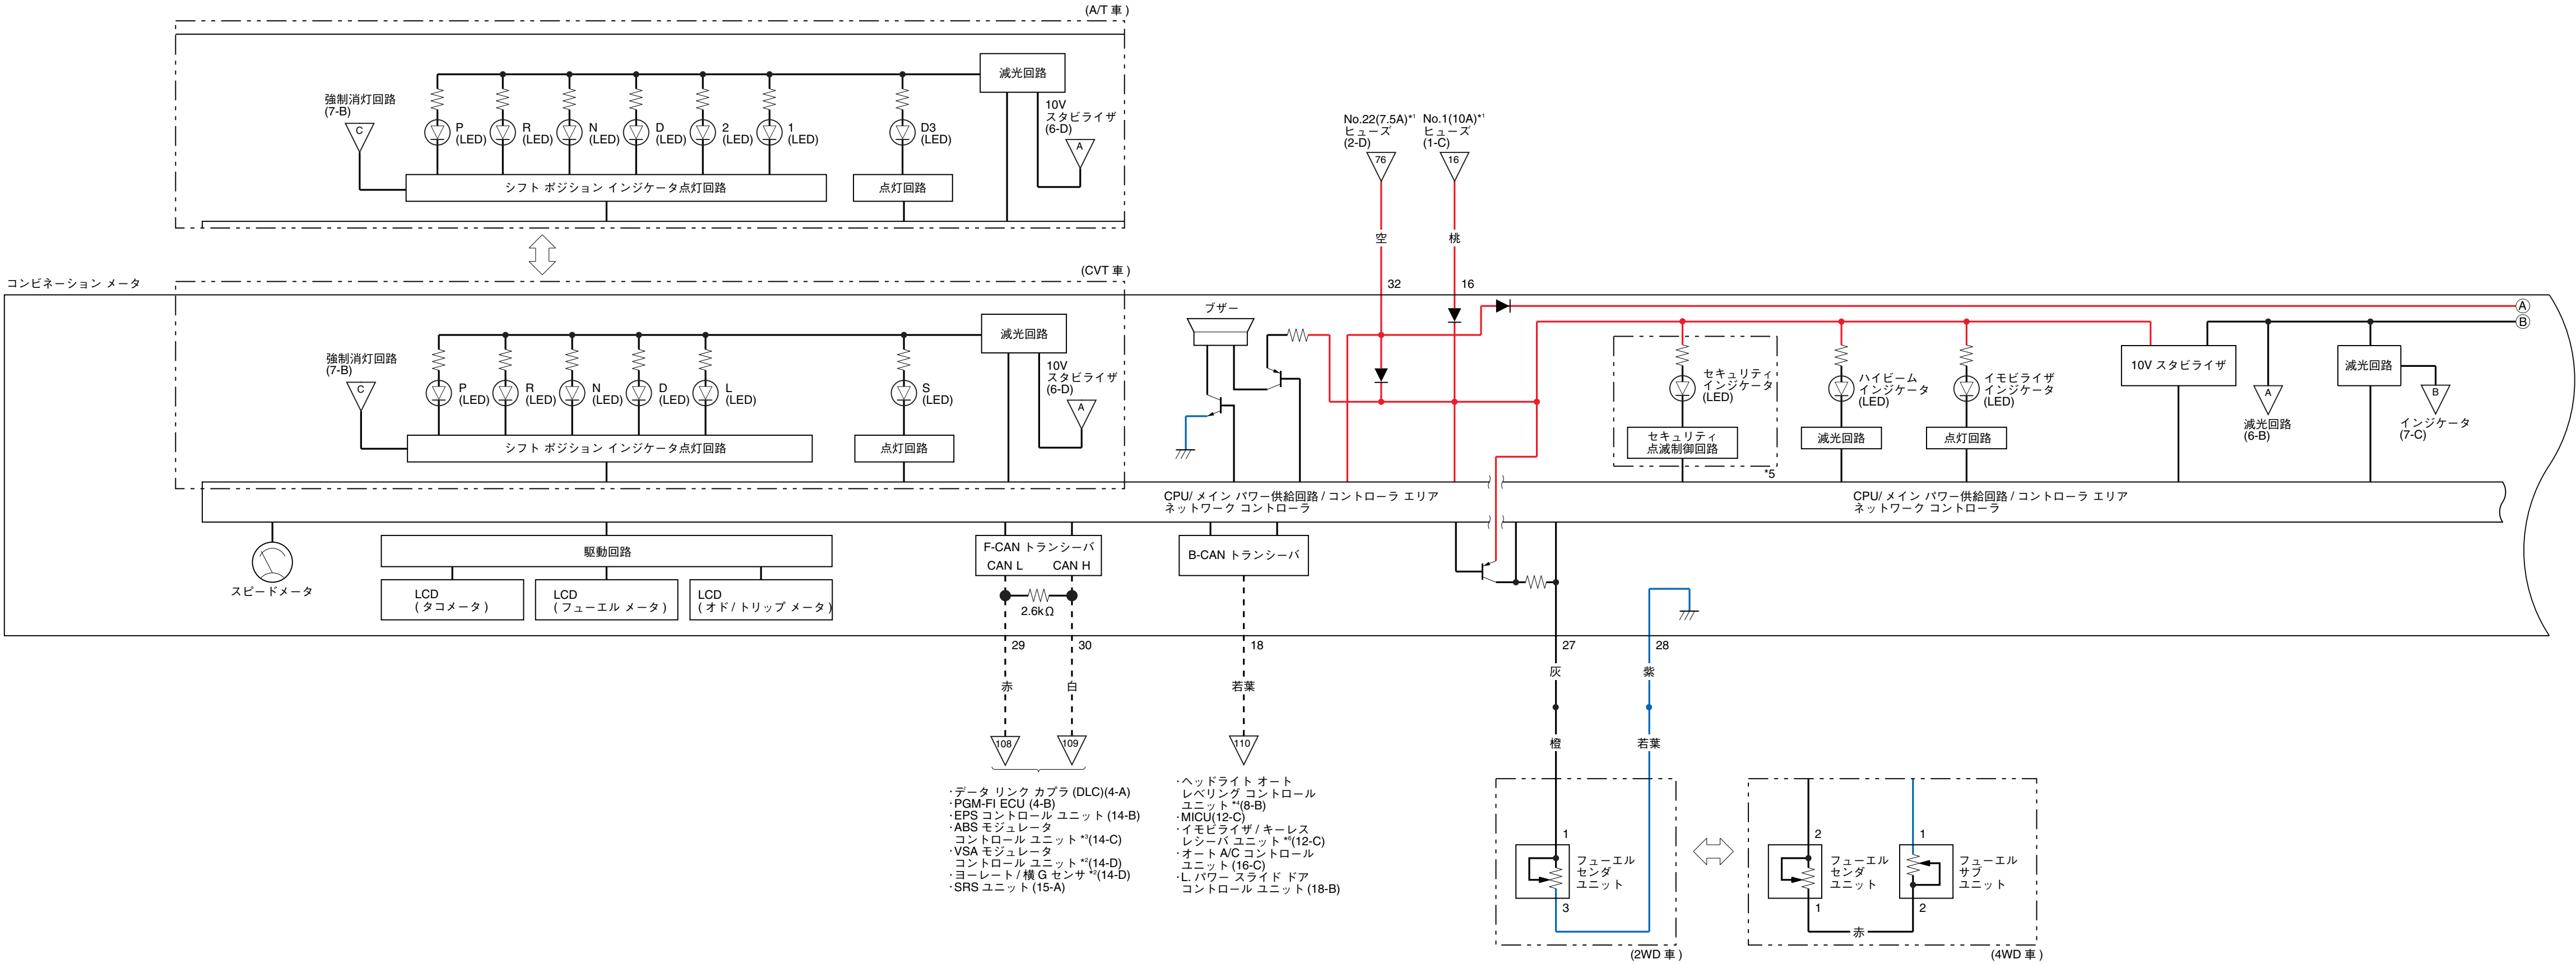 (A/T 車)
減光回路
強制消灯回路
(7-B)
C
P
(LED)
R
(LED)
N
(LED)
D
(LED)
2
(LED)
1
(LED)
D3
(LED)
10V
スタビライザ
(6-D)
A
シフト ポジション インジケータ点灯回路
点灯回路
No.22(7.5A)*1
ヒューズ
(2-D)
76
No.1(10A)*1
ヒューズ
(1-C)
16
空
桃
32
16
コンビネーション メータ
(CVT 車)
減光回路
強制消灯回路
(7-B)
C
P
(LED)
R
(LED)
N
(LED)
D
(LED)
L
(LED)
S
(LED)
10V
スタビライザ
(6-D)
A
シフト ポジション インジケータ点灯回路
点灯回路
ブザー
A
B
セキュリティ
インジケータ
(LED)
セキュリティ
点滅制御回路
*5
ハイビーム
インジケータ
(LED)
減光回路
イモビライザ
インジケータ
(LED)
点灯回路
10V スタビライザ
A
減光回路
(6-B)
減光回路
B
インジケータ
(7-C)
CPU/ メイン パワー供給回路 / コントローラ エリア
ネットワーク コントローラ
CPU/ メイン パワー供給回路 / コントローラ エリア
ネットワーク コントローラ
スピードメータ
駆動回路
LCD
( タコメータ )
LCD
( フューエル メータ )
LCD
( オド / トリップ メータ )
F-CAN トランシーバ
CAN L CAN H
2.6kΩ
B-CAN トランシーバ
29
30
18
27
28
赤
白
若葉
灰
紫
橙
若葉
108
109
110
･データ リンク カプラ (DLC)(4-A)
･PGM-FI ECU (4-B)
･EPS コントロール ユニット (14-B)
･ABS モジュレータ
コントロール ユニット *3(14-C)
･VSA モジュレータ
コントロール ユニット *2(14-D)
･ヨーレート / 横 G センサ *2(14-D)
･SRS ユニット (15-A)
･ヘッドライト オート
レベリング コントロール
ユニット *4(8-B)
･MICU(12-C)
･イモビライザ / キーレス
レシーバ ユニット *6(12-C)
･オート A/C コントロール
ユニット (16-C)
･L. パワー スライド ドア
コントロール ユニット (18-B)
1
フューエル
センダ
ユニット
3
(2WD 車)
2
フューエル
センダ
ユニット
1
1
フューエル
サブ
ユニット
2
赤
(4WD 車)